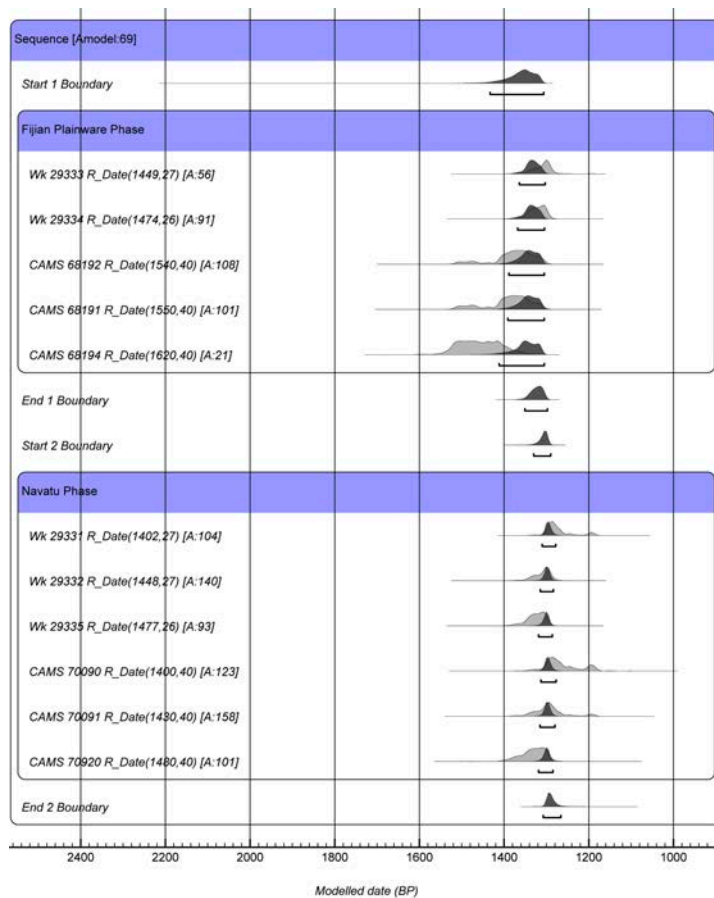 Sequence [Amodel:69]
Start 1 Boundary
Fijian Plainware Phase
Wk 29333 R_Date(1449,27) [A:56]
Wk 29334 R_Date(1474,26) [A:91]
CAMS 68192 R_Date(1540,40) [A:108]
CAMS 68191 R_Date(1550,40) [A:101]
CAMS 68194 R_Date(1620,40) [A:21]
End 1 Boundary
Start 2 Boundary
Navatu Phase
Wk 29331 R_Date(1402,27) [A:104]
Wk 29332 R_Date(1448,27) [A:140]
Wk 29335 R_Date(1477,26) [A:93]
CAMS 70090 R_Date(1400,40) [A:123]
CAMS 70091 R_Date(1430,40) [A:158]
CAMS 70920 R_Date(1480,40) [A:101]
End 2 Boundary
2400 2200 2000 1800 1600 1400 1200 1000
Modelled date (BP)